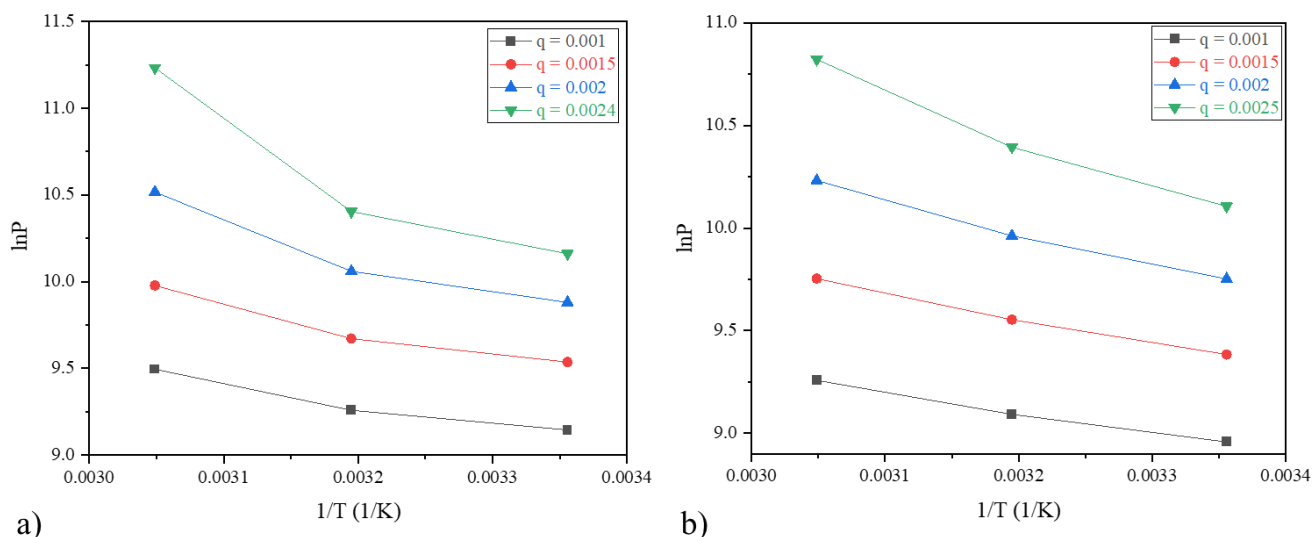 11.5
11.0
10.5
10.0
9.5
9.0
lnP
q = 0.001
q = 0.0015
q = 0.002
q = 0.0024
0.0030
0.0031
0.0032
0.0033
0.0034
1/T (1/K)
a)
11.0
10.5
10.0
9.5
9.0
lnP
q = 0.001
q = 0.0015
q = 0.002
q = 0.0025
0.0030
0.0031
0.0032
0.0033
0.0034
1/T (1/K)
b)